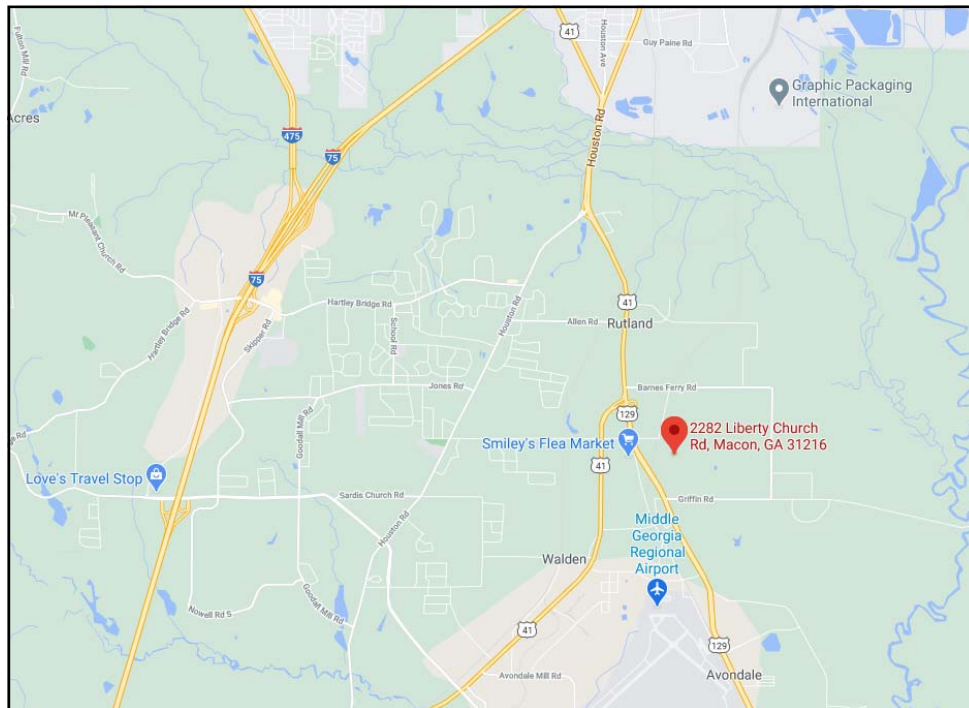 41
Houston Ave
Guy Paine Rd
Fulton Mill Rd
Acres
Graphic Packaging
International
475
75
Houston Rd
Mt Pleasant Church Rd
75
41
Hartley Bridge Rd
Houston Rd
Allen Rd
Rutland
Hartley Bridge Rd
Skipper Rd
School Rd
Jones Rd
Barnes Ferry Rd
129
Goodall Mill Rd
2282 Liberty Church
Rd, Macon, GA 31216
Smiley's Flea Market
41
Love's Travel Stop
Sardis Church Rd
Griffin Rd
Houston Rd
Middle
Georgia
Regional
Airport
Walden
Nowell Rd S
Goodall Mill Rd
41
129
Avondale Mill Rd
Avondale